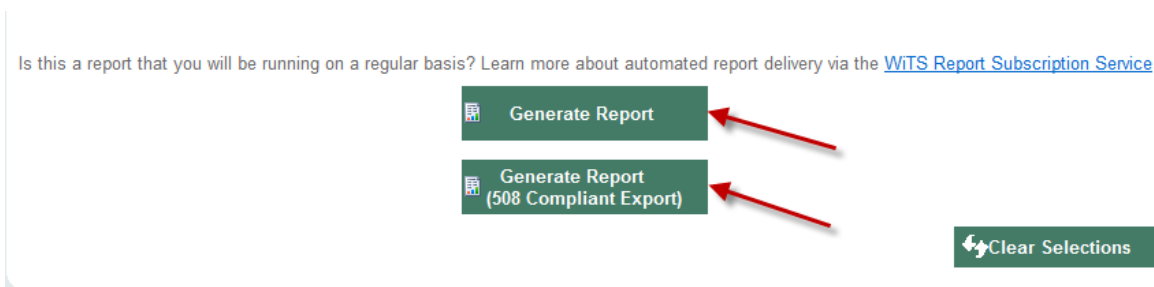 Is this a report that you will be running on a regular basis? Learn more about automated report delivery via the WiTS Report Subscription Service
Generate Report
Generate Report
(508 Compliant Export)
Clear Selections